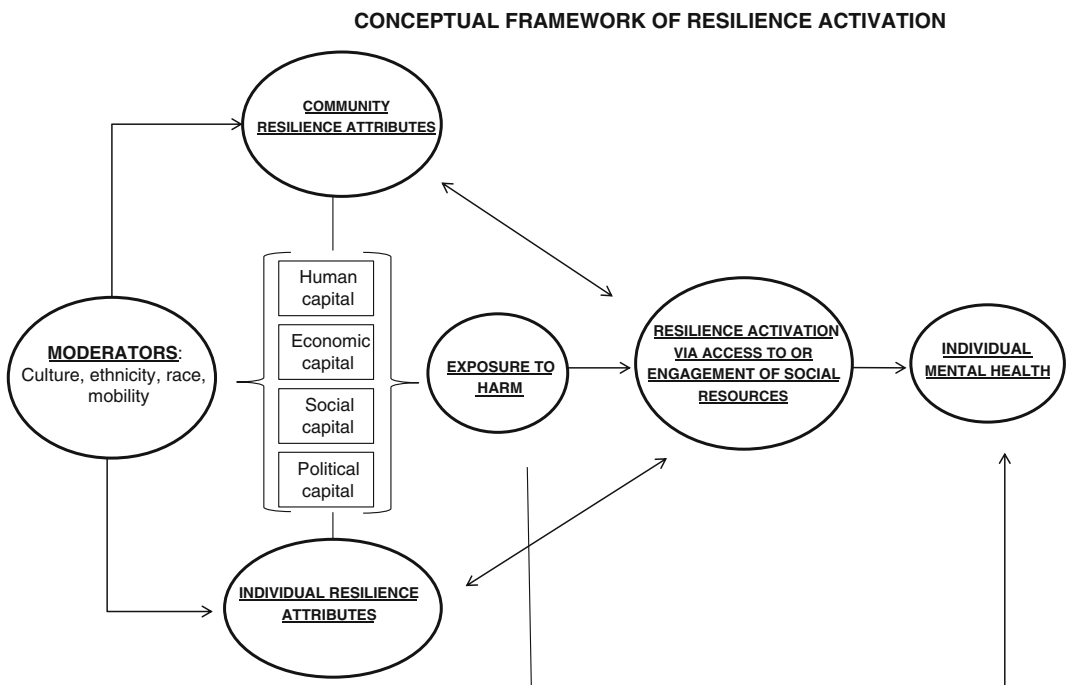 CONCEPTUAL FRAMEWORK OF RESILIENCE ACTIVATION
COMMUNITY
RESILIENCE ATTRIBUTES
MODERATORS:
Culture, ethnicity, race,
mobility
Human
capital
Economic
capital
Social
capital
Political
capital
EXPOSURE TO
HARM
RESILIENCE ACTIVATION
VIA ACCESS TO OR
ENGAGEMENT OF SOCIAL
RESOURCES
INDIVIDUAL
MENTAL HEALTH
INDIVIDUAL RESILIENCE
ATTRIBUTES